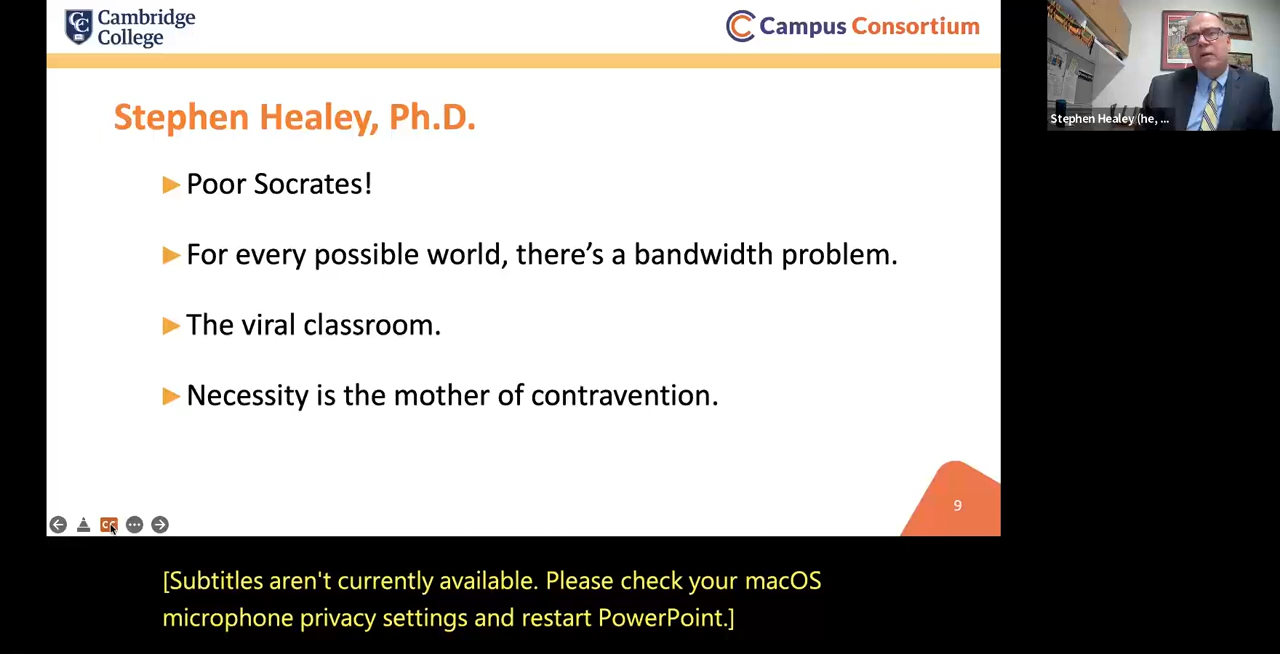 Cambridge
College
Campus Consortium
Stephen Healey (he, ...
Stephen Healey, Ph.D.
Poor Socrates!
For every possible world, there's a bandwidth problem.
The viral classroom.
Necessity is the mother of contravention.
9
CC
[Subtitles aren't currently available. Please check your macOS
microphone privacy settings and restart PowerPoint.]